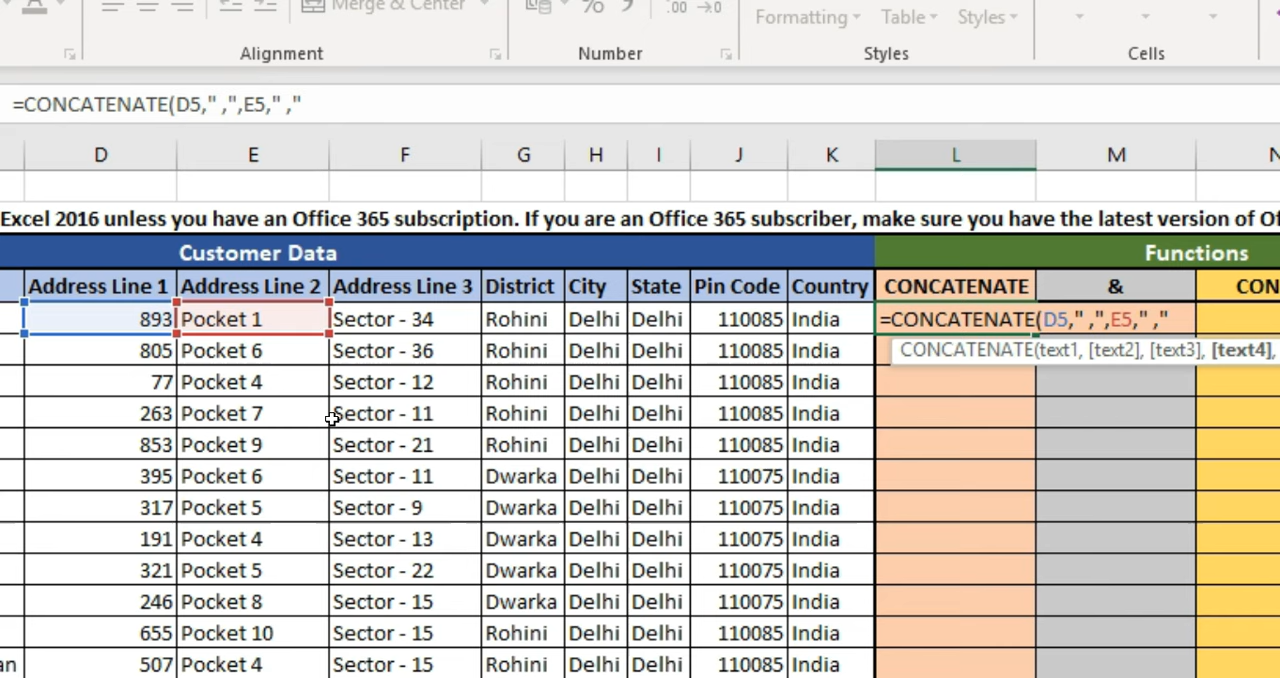 Merge & Center % .00
Formatting Table Styles
Alignment Number Styles Cells
=CONCATENATE(D5," ,",E5," ,"
D E F G H I J K L M N
Excel 2016 unless you have an Office 365 subscription. If you are an Office 365 subscriber, make sure you have the latest version of Of
Customer Data Functions
Address Line 1 Address Line 2 Address Line 3 District City State Pin Code Country CONCATENATE & CON
893 Pocket 1 Sector - 34 Rohini Delhi Delhi 110085 India =CONCATENATE(D5," ,",E5," ,"
805 Pocket 6 Sector - 36 Rohini Delhi Delhi 110085 India CONCATENATE(text1, [text2], [text3], [text4],
77 Pocket 4 Sector - 12 Rohini Delhi Delhi 110085 India
263 Pocket 7 Sector - 11 Rohini Delhi Delhi 110085 India
853 Pocket 9 Sector - 21 Rohini Delhi Delhi 110085 India
395 Pocket 6 Sector - 11 Dwarka Delhi Delhi 110075 India
317 Pocket 5 Sector - 9 Dwarka Delhi Delhi 110075 India
191 Pocket 4 Sector - 13 Dwarka Delhi Delhi 110075 India
321 Pocket 5 Sector - 22 Dwarka Delhi Delhi 110075 India
246 Pocket 8 Sector - 15 Dwarka Delhi Delhi 110075 India
655 Pocket 10 Sector - 15 Rohini Delhi Delhi 110085 India
an 507 Pocket 4 Sector - 15 Rohini Delhi Delhi 110085 India